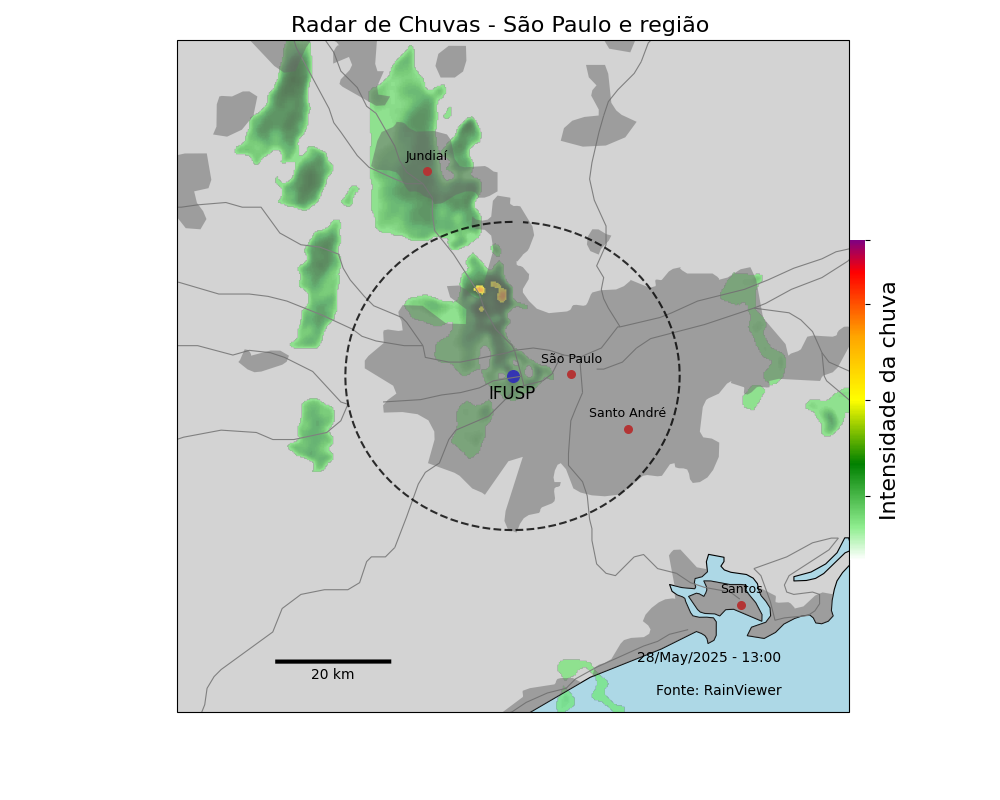 Radar de Chuvas - São Paulo e região
Jundiaí
São Paulo
IFUSP
Santo André
Intensidade da chuva
Santos
28/May/2025 - 13:00
20 km
Fonte: RainViewer